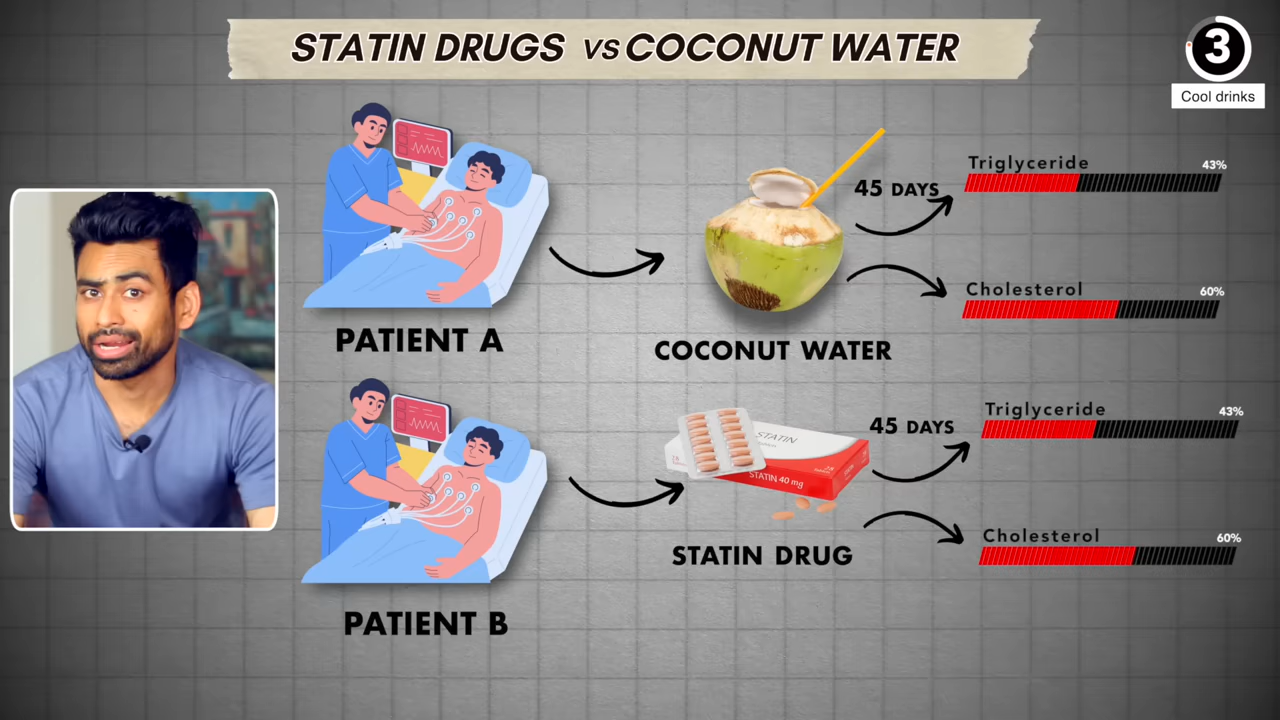 STATIN DRUGS VS COCONUT WATER
3
Cool drinks
45 DAYS
Triglyceride 43%
Cholesterol 60%
PATIENT A
COCONUT WATER
45 DAYS
Triglyceride 43%
STATIN
STATIN 40 mg
Cholesterol 60%
STATIN DRUG
PATIENT B